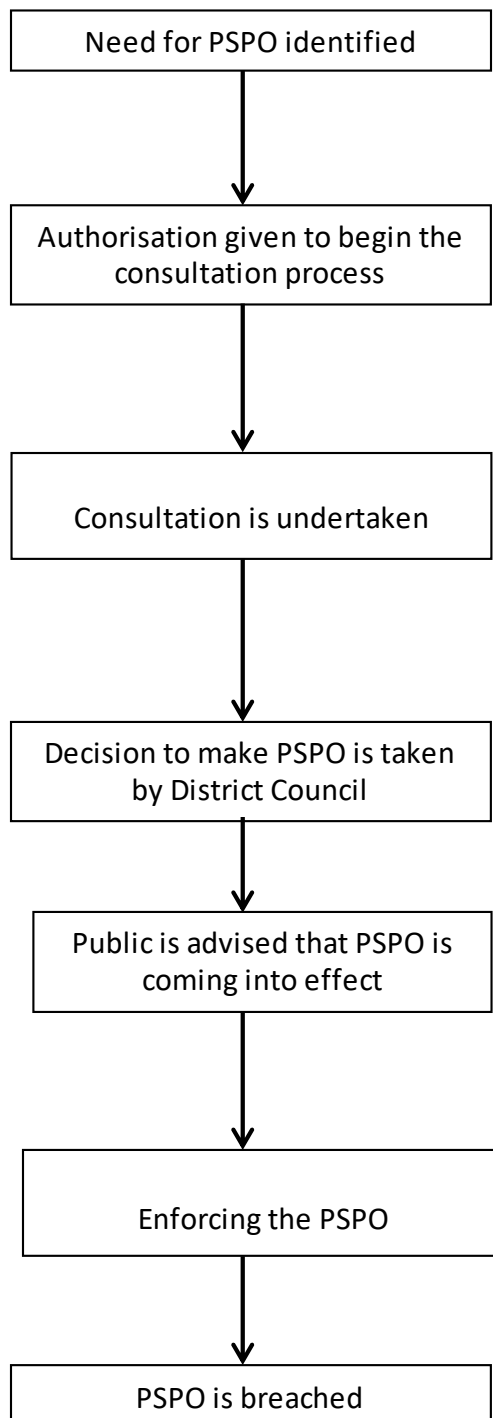 Need for PSPO identified
Authorisation given to begin the
consultation process
Consultation is undertaken
Decision to make PSPO is taken
by District Council
Public is advised that PSPO is
coming into effect
Enforcing the PSPO
PSPO is breached